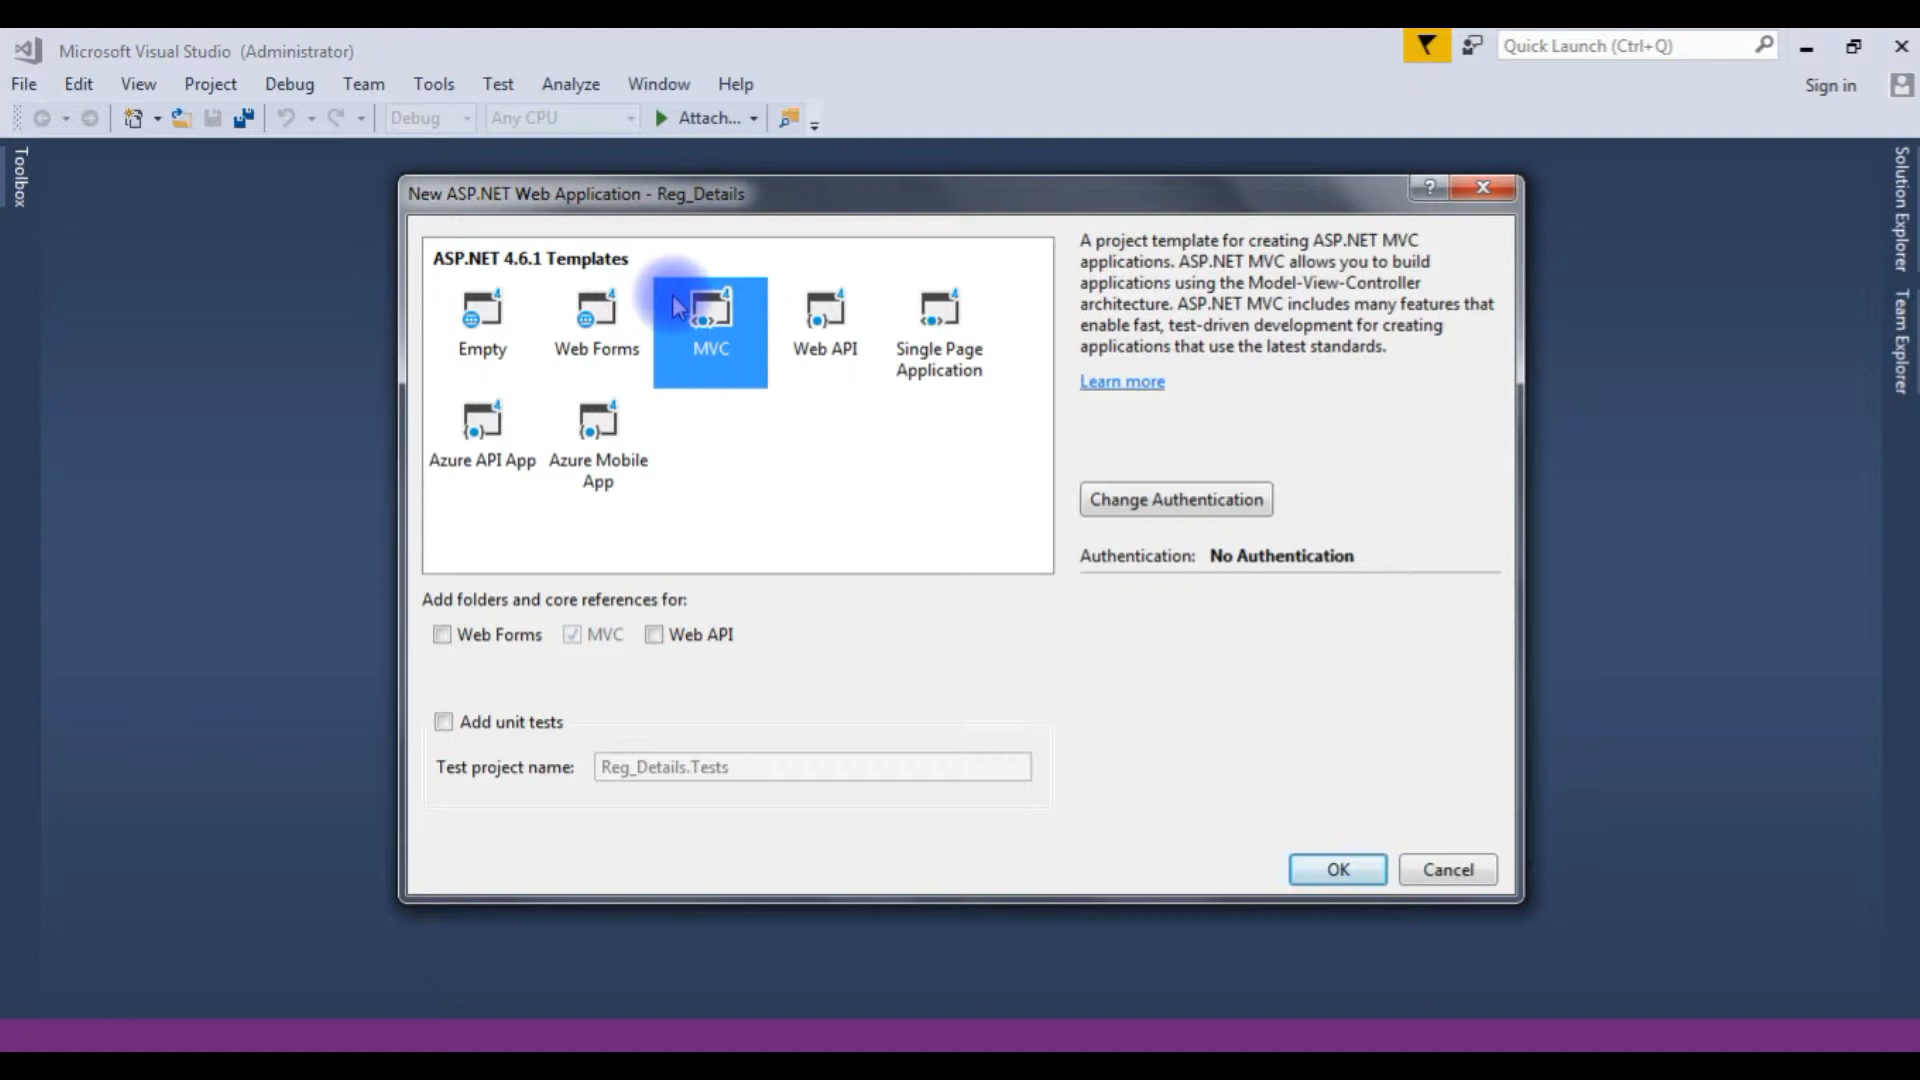 Microsoft Visual Studio (Administrator)
Quick Launch (Ctrl+Q)
File Edit View Project Debug Team Tools Test Analyze Window Help
Sign in
Debug Any CPU Attach...
Toolbox
Solution Explorer
Team Explorer
New ASP.NET Web Application - Reg_Details
?
ASP.NET 4.6.1 Templates
Empty
Web Forms
MVC
Web API
Single Page
Application
Azure API App
Azure Mobile
App
A project template for creating ASP.NET MVC
applications. ASP.NET MVC allows you to build
applications using the Model-View-Controller
architecture. ASP.NET MVC includes many features that
enable fast, test-driven development for creating
applications that use the latest standards.
Learn more
Change Authentication
Authentication: No Authentication
Add folders and core references for:
Web Forms MVC Web API
Add unit tests
Test project name: Reg_Details.Tests
OK Cancel